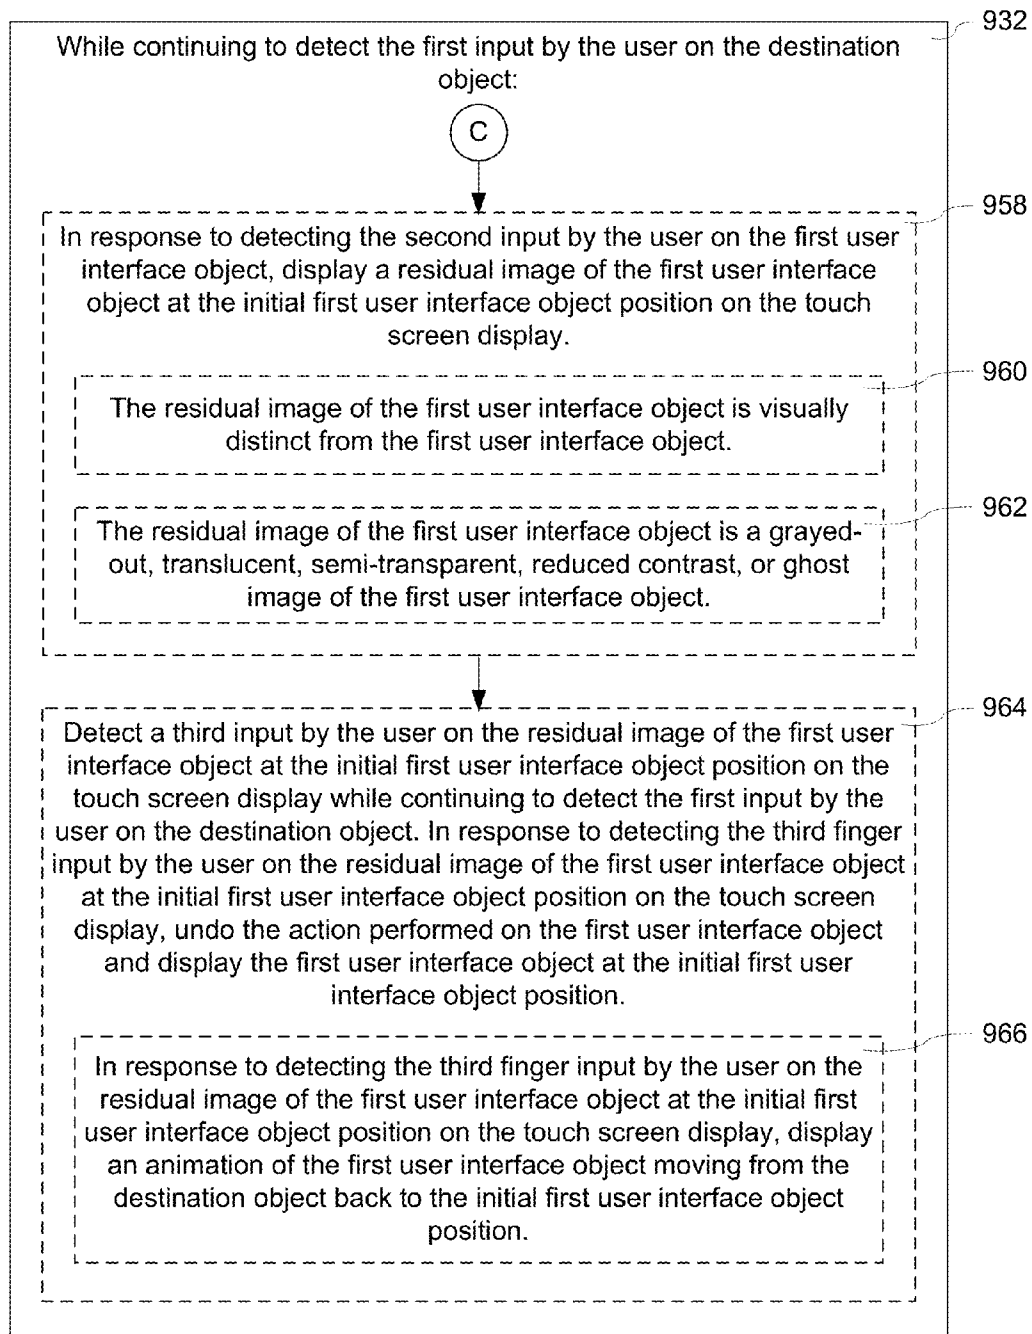 932
While continuing to detect the first input by the user on the destination
object:
C
958
In response to detecting the second input by the user on the first user
interface object, display a residual image of the first user interface
object at the initial first user interface object position on the touch
screen display.
960
The residual image of the first user interface object is visually
distinct from the first user interface object.
962
The residual image of the first user interface object is a grayed-
out, translucent, semi-transparent, reduced contrast, or ghost
image of the first user interface object.
964
Detect a third input by the user on the residual image of the first user
interface object at the initial first user interface object position on the
touch screen display while continuing to detect the first input by the
user on the destination object. In response to detecting the third finger
input by the user on the residual image of the first user interface object
at the initial first user interface object position on the touch screen
display, undo the action performed on the first user interface object
and display the first user interface object at the initial first user
interface object position.
966
In response to detecting the third finger input by the user on the
residual image of the first user interface object at the initial first
user interface object position on the touch screen display, display
an animation of the first user interface object moving from the
destination object back to the initial first user interface object
position.